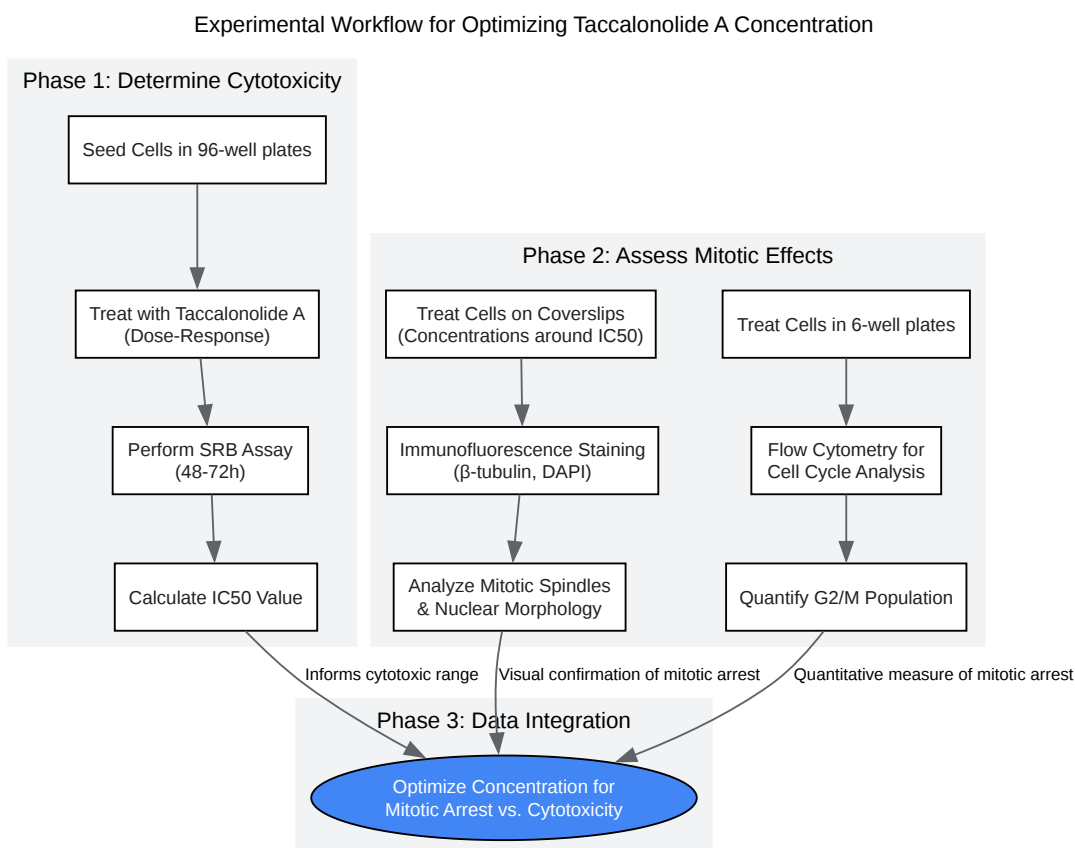 Experimental Workflow for Optimizing Taccalonolide A Concentration
Phase 1: Determine Cytotoxicity
Seed Cells in 96-well plates
Treat with Taccalonolide A
(Dose-Response)
Perform SRB Assay
(48-72h)
Calculate IC50 Value
Phase 2: Assess Mitotic Effects
Treat Cells on Coverslips
(Concentrations around IC50)
Immunofluorescence Staining
(β-tubulin, DAPI)
Analyze Mitotic Spindles
& Nuclear Morphology
Treat Cells in 6-well plates
Flow Cytometry for
Cell Cycle Analysis
Quantify G2/M Population
Informs cytotoxic range
Visual confirmation of mitotic arrest
Quantitative measure of mitotic arrest
Phase 3: Data Integration
Optimize Concentration for
Mitotic Arrest vs. Cytotoxicity